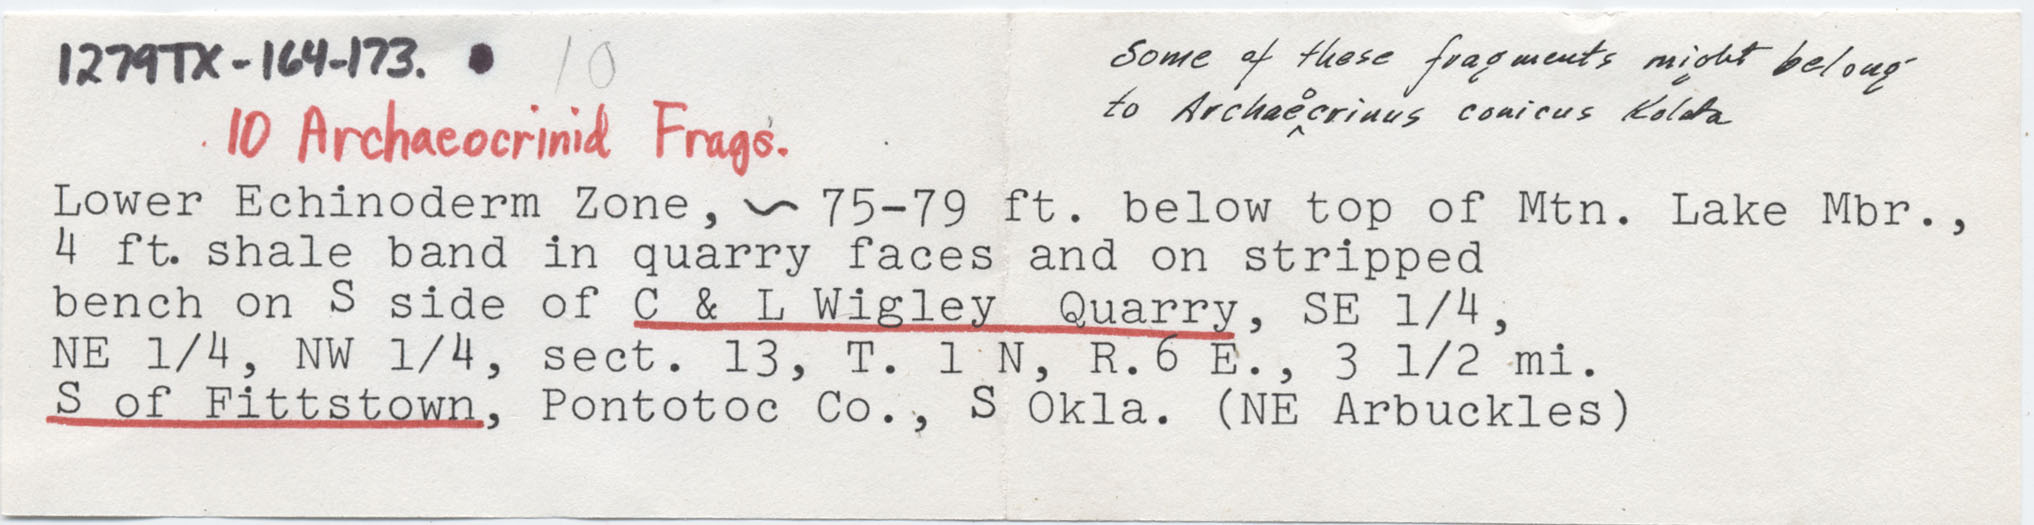 1279TX-164-173. 10
Some of these fragments might belong
to Archaeocrinus conicus Kolata
10 Archaeocrinid Frags.
Lower Echinoderm Zone, ~ 75-79 ft. below top of Mtn. Lake Mbr.,
4 ft. shale band in quarry faces and on stripped
bench on S side of C & L Wigley Quarry, SE 1/4,
NE 1/4, NW 1/4, sect. 13, T. 1 N, R.6 E., 3 1/2 mi.
S of Fittstown, Pontotoc Co., S Okla. (NE Arbuckles)